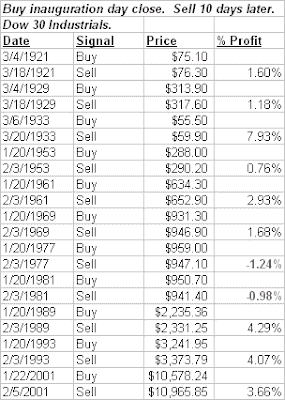 Buy inauguration day close. Sell 10 days later.
Dow 30 Industrials.
Date Signal Price % Profit
3/4/1921 Buy $75.10
3/18/1921 Sell $76.30 1.60%
3/4/1929 Buy $313.90
3/18/1929 Sell $317.60 1.18%
3/6/1933 Buy $55.50
3/20/1933 Sell $59.90 7.93%
1/20/1953 Buy $288.00
2/3/1953 Sell $290.20 0.76%
1/20/1961 Buy $634.30
2/3/1961 Sell $652.90 2.93%
1/20/1969 Buy $931.30
2/3/1969 Sell $946.90 1.68%
1/20/1977 Buy $959.00
2/3/1977 Sell $947.10 -1.24%
1/20/1981 Buy $950.70
2/3/1981 Sell $941.40 -0.98%
1/20/1989 Buy $2,235.36
2/3/1989 Sell $2,331.25 4.29%
1/20/1993 Buy $3,241.95
2/3/1993 Sell $3,373.79 4.07%
1/22/2001 Buy $10,578.24
2/5/2001 Sell $10,965.85 3.66%